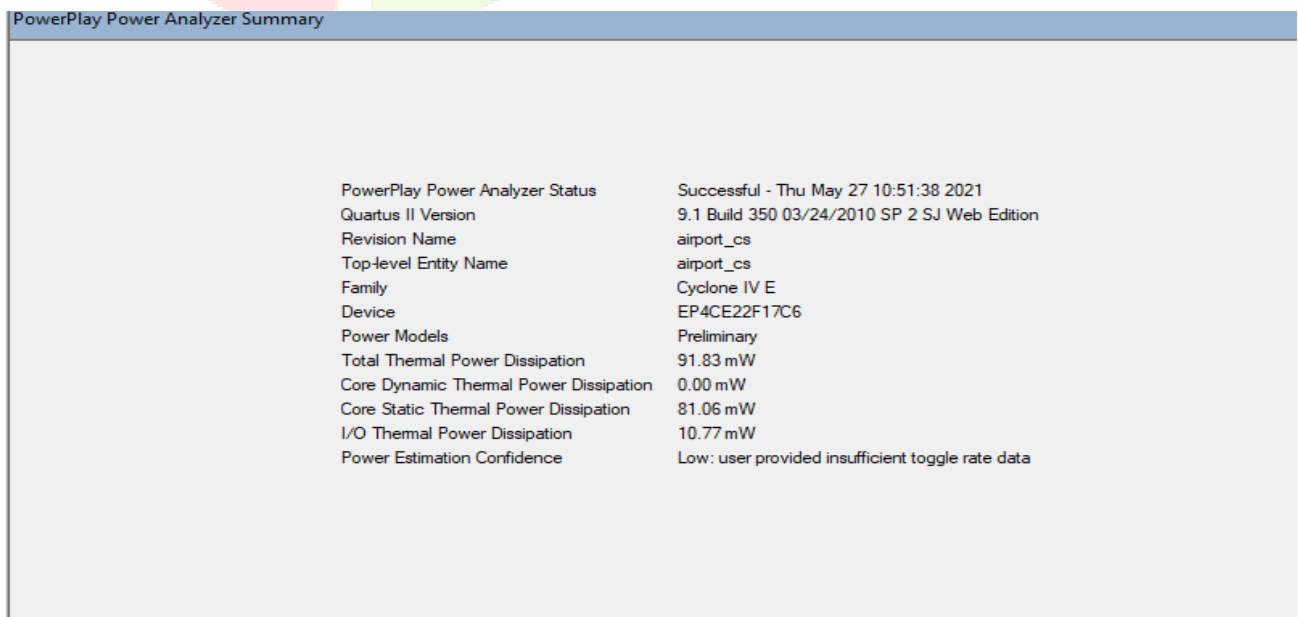 PowerPlay Power Analyzer Summary
PowerPlay Power Analyzer Status Successful - Thu May 27 10:51:38 2021
Quartus II Version 9.1 Build 350 03/24/2010 SP 2 SJ Web Edition
Revision Name airport_cs
Top-level Entity Name airport_cs
Family Cyclone IV E
Device EP4CE22F17C6
Power Models Preliminary
Total Thermal Power Dissipation 91.83 mW
Core Dynamic Thermal Power Dissipation 0.00 mW
Core Static Thermal Power Dissipation 81.06 mW
I/O Thermal Power Dissipation 10.77 mW
Power Estimation Confidence Low: user provided insufficient toggle rate data